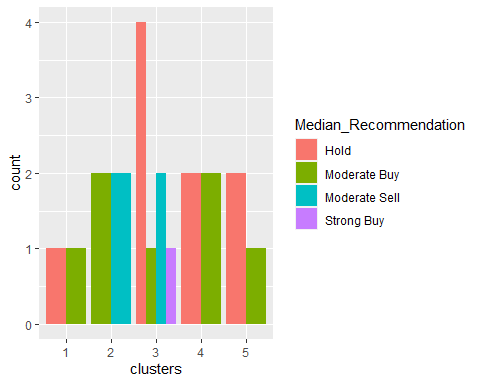 4
3
2
1
0
count
1 2 3 4 5
clusters
Median_Recommendation
Hold
Moderate Buy
Moderate Sell
Strong Buy